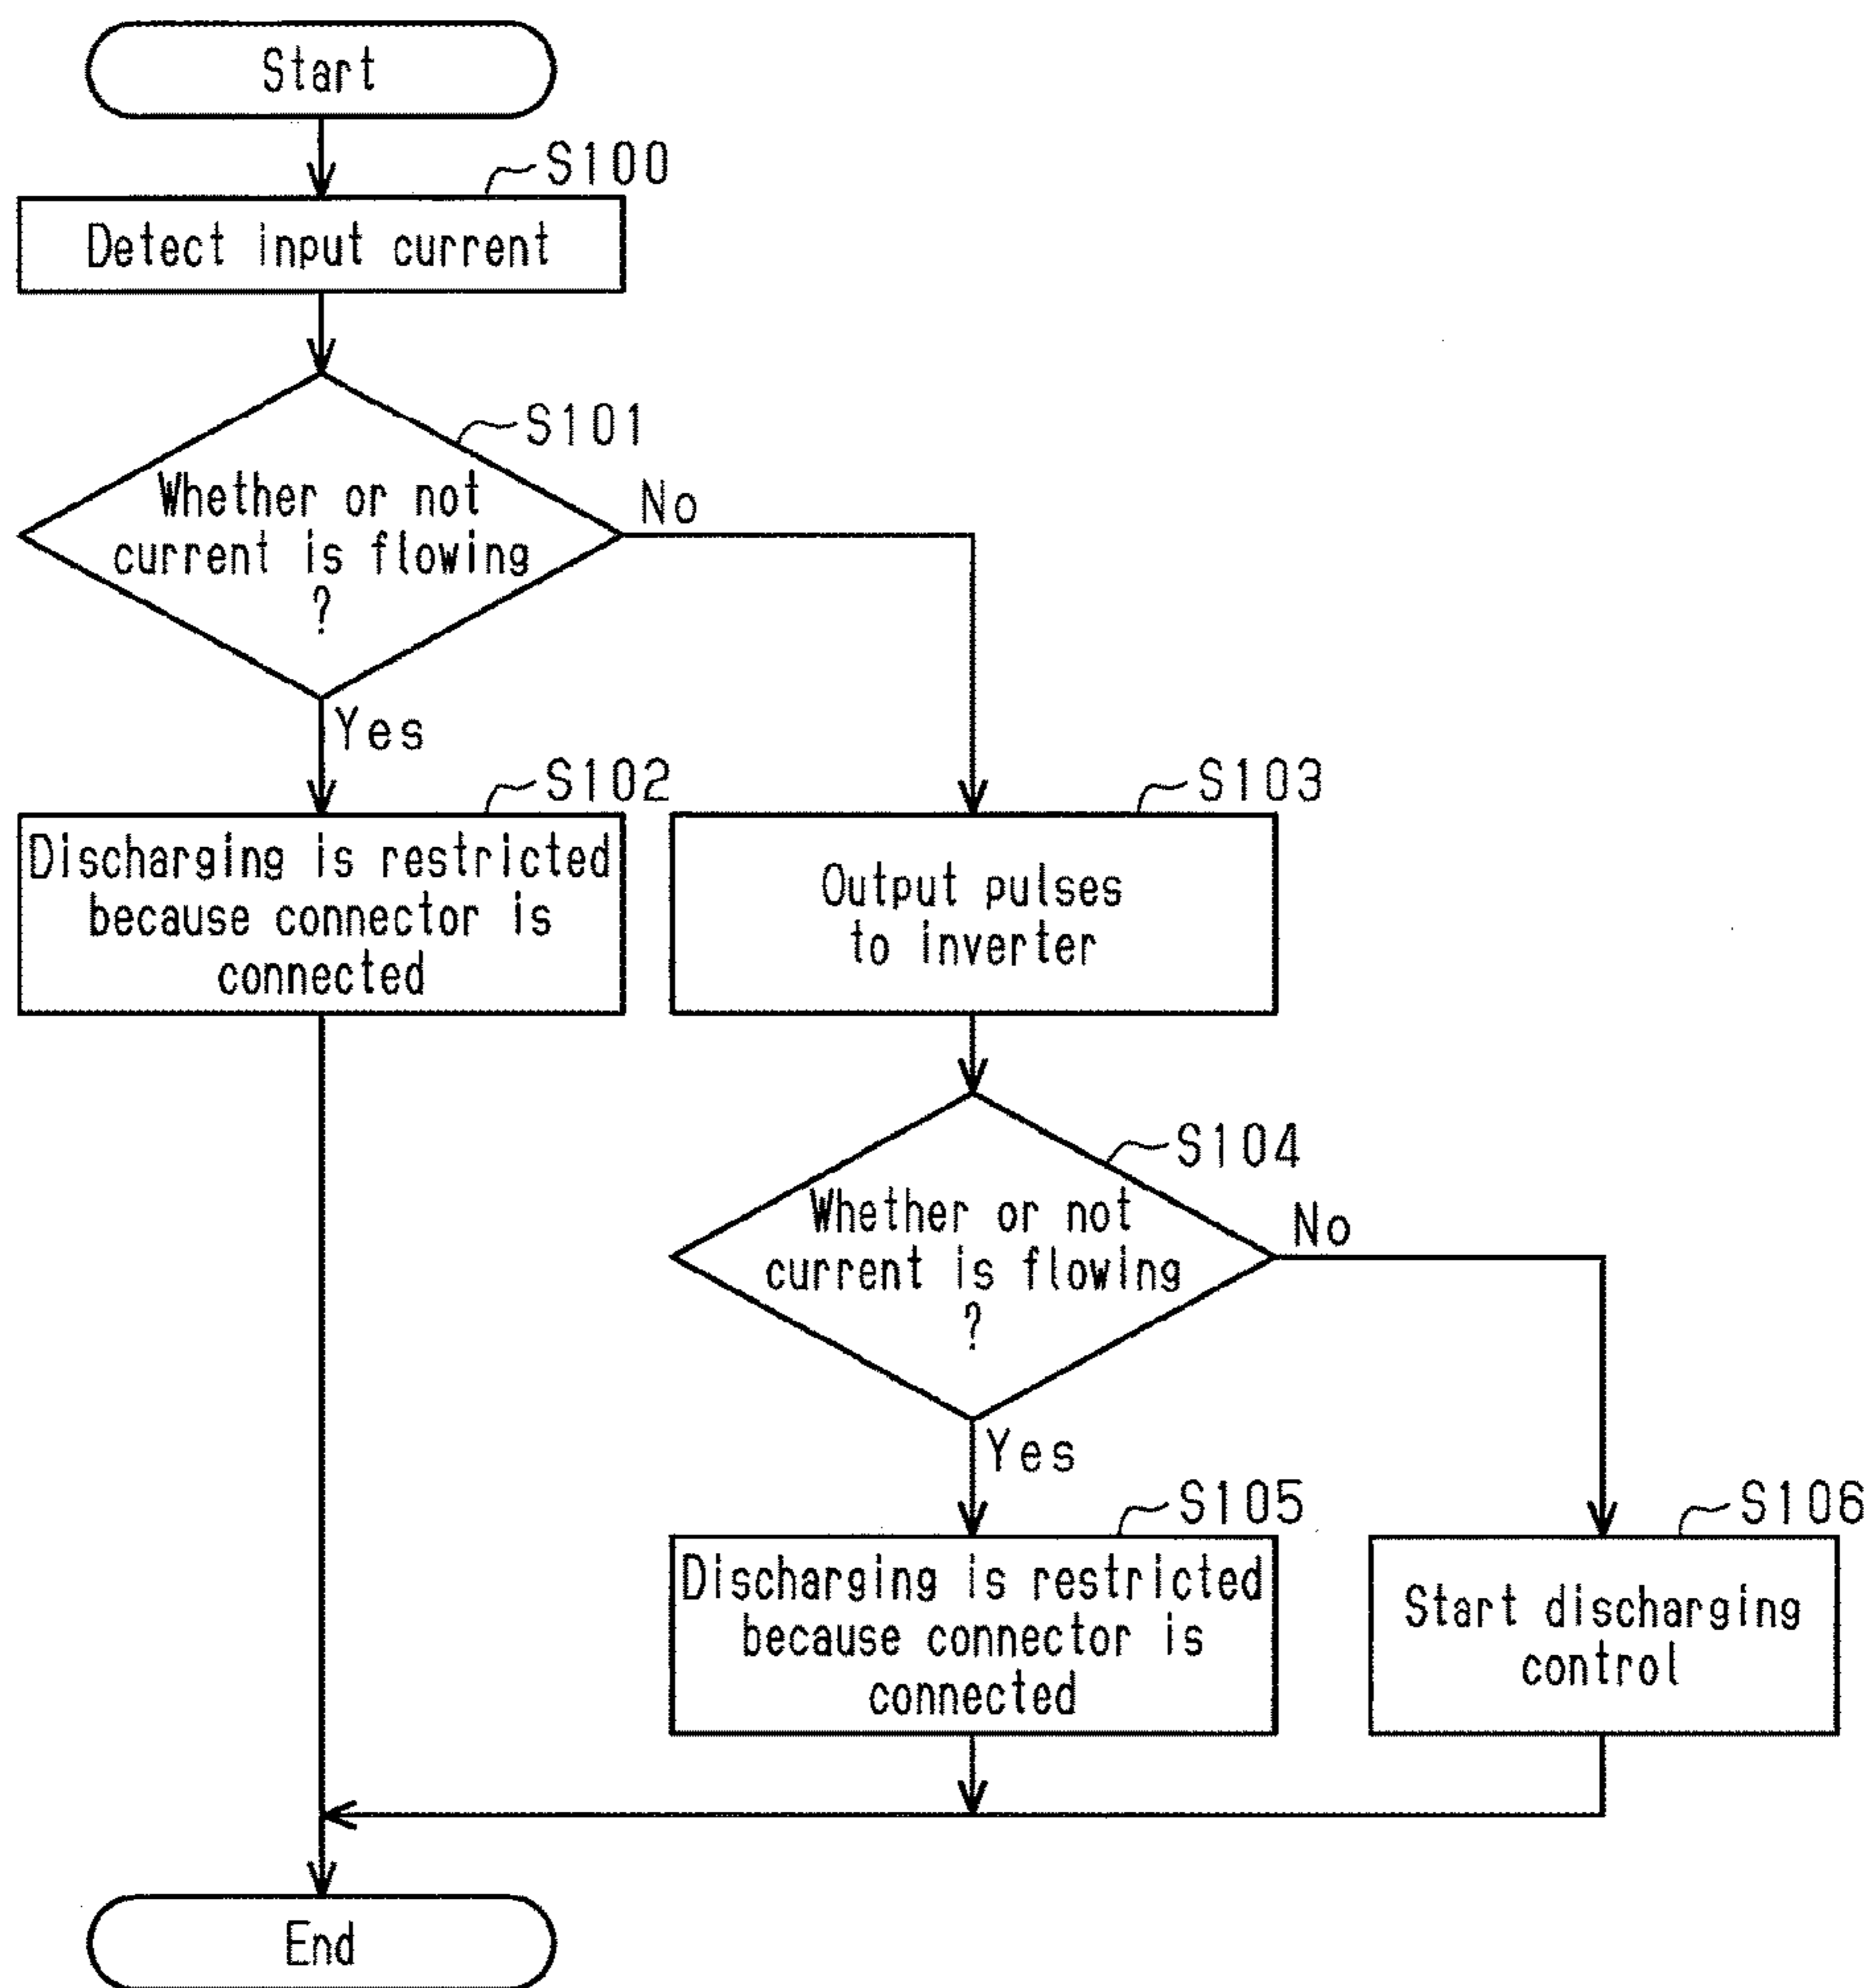 Start
S100
Detect input current
S101
Whether or not
current is flowing
?
No
Yes
S102
Discharging is restricted
because connector is
connected
S103
Output pulses
to inverter
S104
Whether or not
current is flowing
?
No
Yes
S105
Discharging is restricted
because connector is
connected
S106
Start discharging
control
End